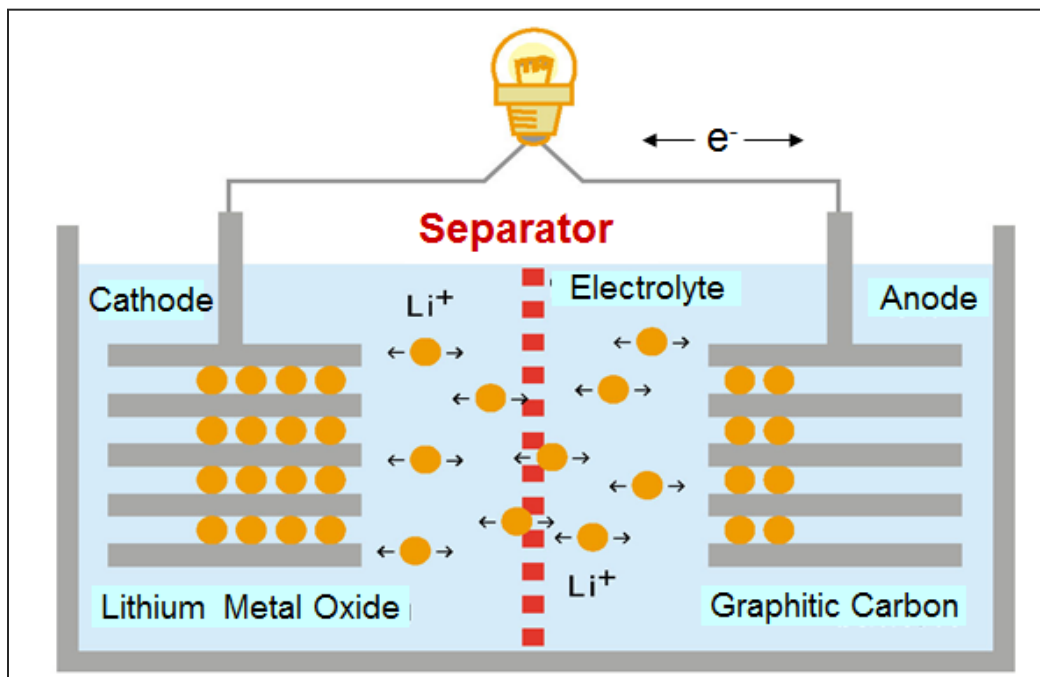 e-
Separator
Cathode
Li+
Electrolyte
Anode
Li+
Lithium Metal Oxide
Graphitic Carbon